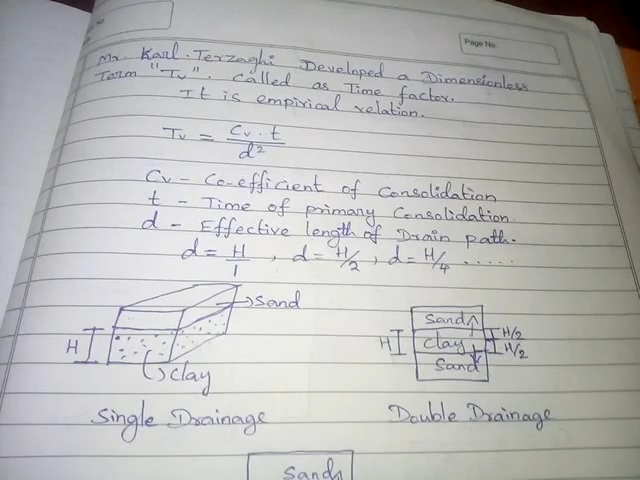 No
Page No.
Mr Karl.Terzaghi Developed a Dimensionless
Term "Tv". called as Time factor.
It is empirical relation.
Tv = Cv . t / d²
Cv - Co-efficient of Consolidation
t - Time of primary Consolidation
d - Effective length of Drain path.
d = H/1 , d = H/2 , d = H/4 .....
Sand
H
Clay
Single Drainage
Sand
H
Clay
H/2
H/2
Sand
Double Drainage
Sand